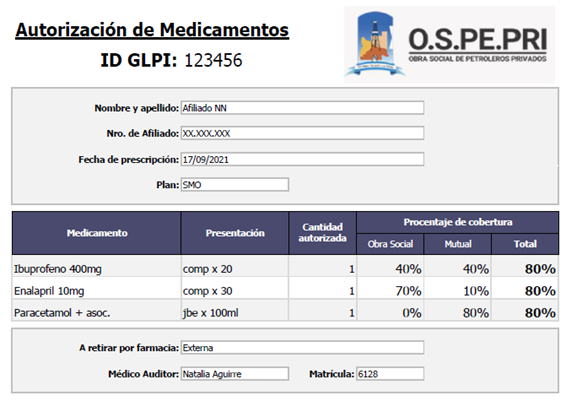 Autorización de Medicamentos
ID GLPI: 123456
O.S.PE.PRI
OBRA SOCIAL DE PETROLEROS PRIVADOS
Nombre y apellido: Afiliado NN
Nro. de Afiliado: XX.XXX.XXX
Fecha de prescripción: 17/09/2021
Plan: SMO
Medicamento Presentación Cantidad autorizada Procentaje de cobertura
Obra Social Mutual Total
Ibuprofeno 400mg comp x 20 1 40% 40% 80%
Enalapril 10mg comp x 30 1 70% 10% 80%
Paracetamol + asoc. jbe x 100ml 1 0% 80% 80%
A retirar por farmacia: Externa
Médico Auditor: Natalia Aguirre Matrícula: 6128